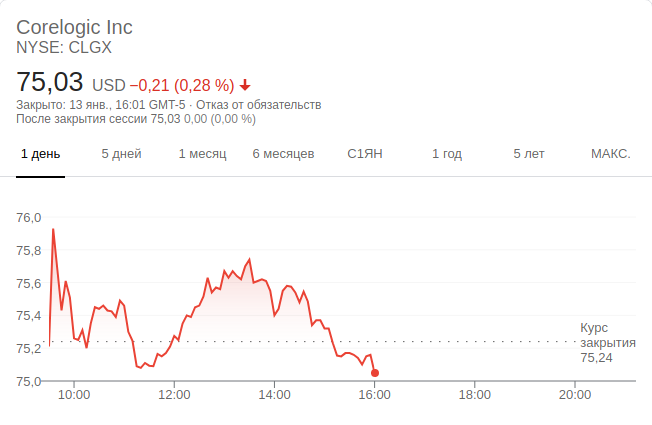 Corelogic Inc
NYSE: CLGX
75,03 USD −0,21 (0,28 %)
Закрыто: 13 янв., 16:01 GMT-5 · Отказ от обязательств
После закрытия сессии 75,03 0,00 (0,00 %)
1 день 5 дней 1 месяц 6 месяцев С1ЯН 1 год 5 лет МАКС.
76,0
75,8
75,6
75,4
Курс
закрытия
75,2
75,24
75,0
10:00 12:00 14:00 16:00 18:00 20:00